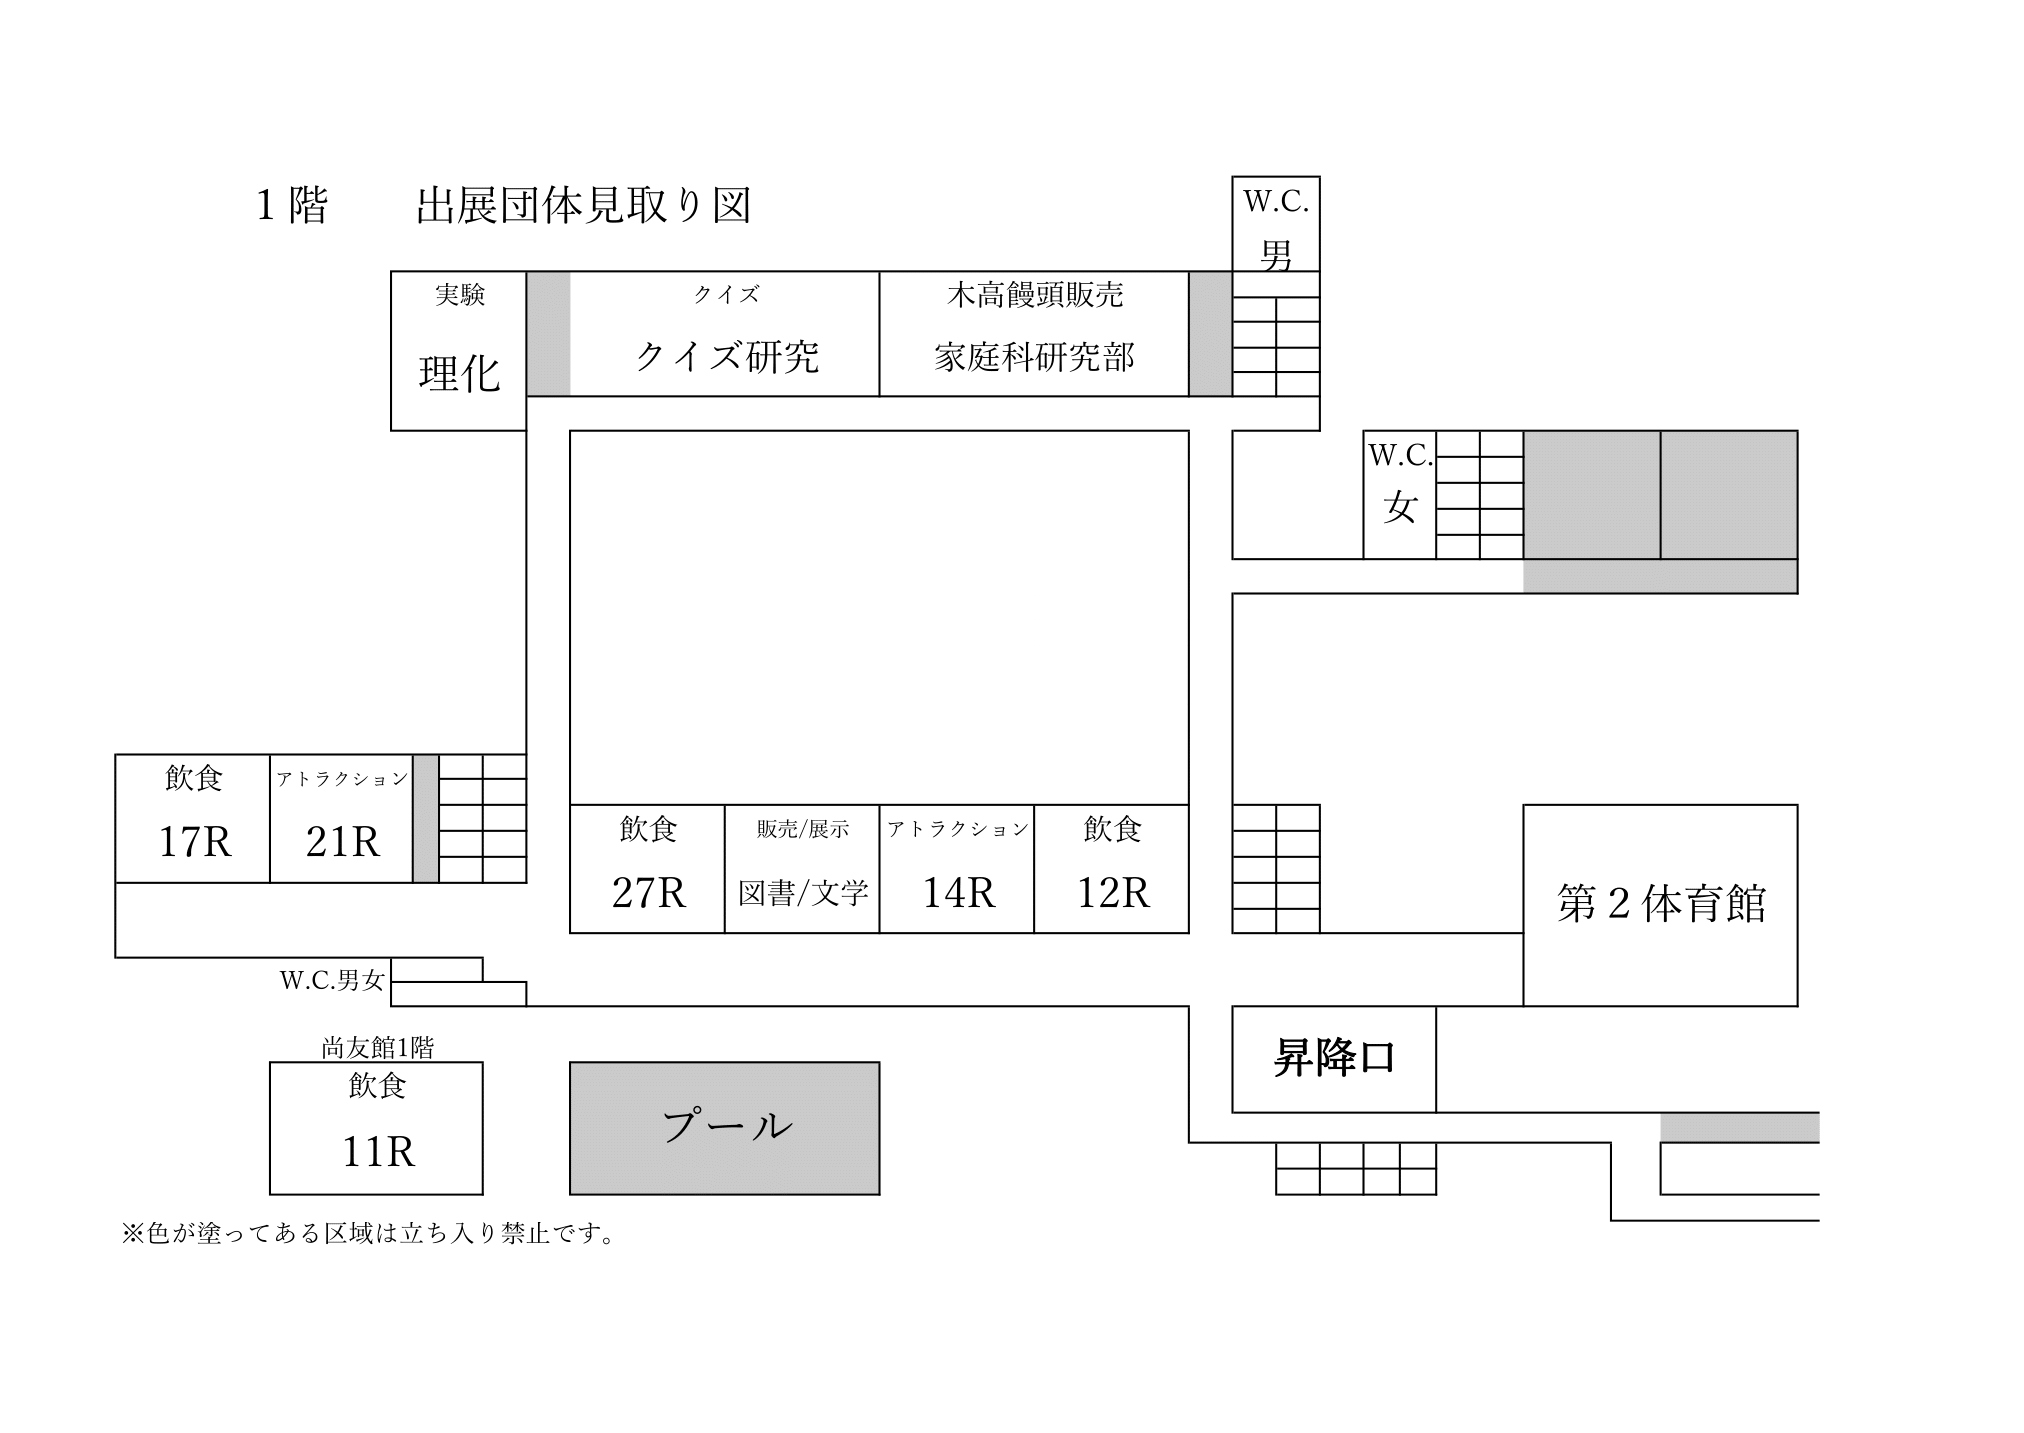 1 階　　出展団体見取り図
W.C.
男
実験
理化
クイズ
クイズ研究
木高饅頭販売
家庭科研究部
W.C.
女
飲食
17R
アトラクション
21R
飲食
27R
販売/展示
図書/文学
アトラクション
14R
飲食
12R
第 2 体育館
W.C.男女
昇降口
尚友館1階
飲食
11R
プール
※色が塗ってある区域は立ち入り禁止です。